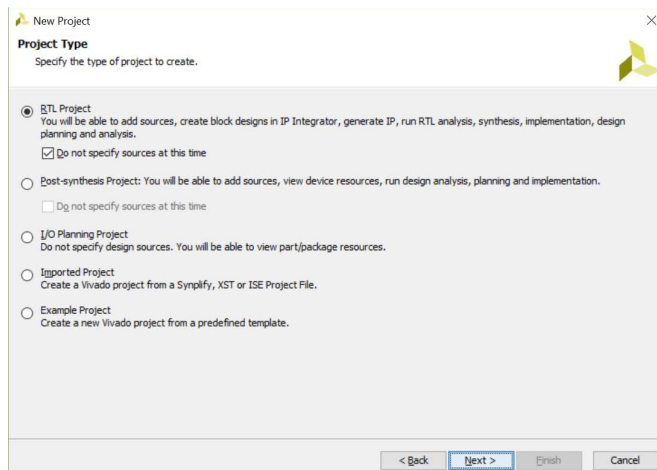 New Project
Project Type
Specify the type of project to create.
RTL Project
You will be able to add sources, create block designs in IP Integrator, generate IP, run RTL analysis, synthesis, implementation, design
planning and analysis.
Do not specify sources at this time
Post-synthesis Project: You will be able to add sources, view device resources, run design analysis, planning and implementation.
Do not specify sources at this time
I/O Planning Project
Do not specify design sources. You will be able to view part/package resources.
Imported Project
Create a Vivado project from a Synplify, XST or ISE Project File.
Example Project
Create a new Vivado project from a predefined template.
< Back Next > Finish Cancel